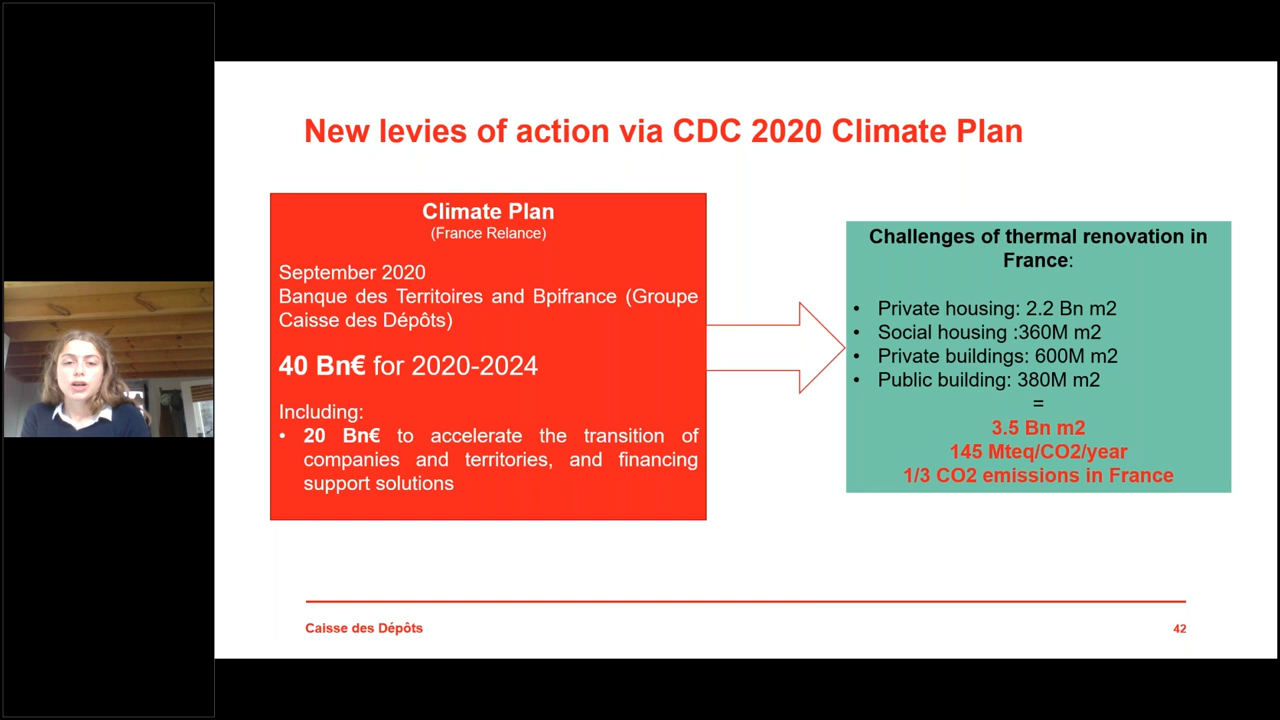 New levies of action via CDC 2020 Climate Plan
Climate Plan
(France Relance)
September 2020
Banque des Territoires and Bpifrance (Groupe
Caisse des Dépôts)
40 Bn€ for 2020-2024
Including:
• 20 Bn€ to accelerate the transition of
companies and territories, and financing
support solutions
Challenges of thermal renovation in
France:
• Private housing: 2.2 Bn m2
• Social housing :360M m2
• Private buildings: 600M m2
• Public building: 380M m2
=
3.5 Bn m2
145 Mteq/CO2/year
1/3 CO2 emissions in France
Caisse des Dépôts
42